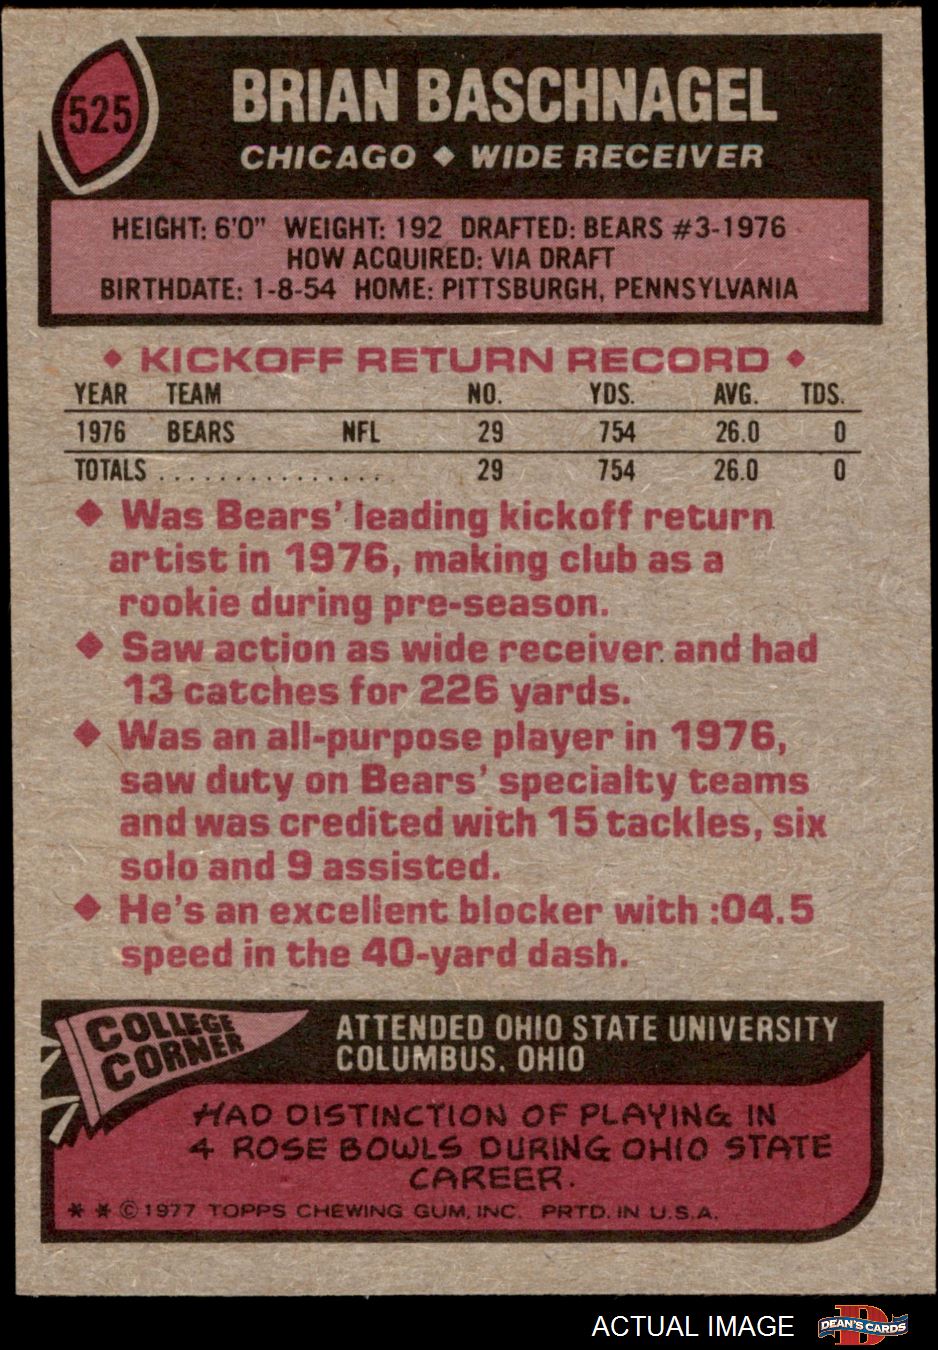 525
BRIAN BASCHNAGEL
CHICAGO ◆ WIDE RECEIVER
HEIGHT: 6'0" WEIGHT: 192 DRAFTED: BEARS #3-1976
HOW ACQUIRED: VIA DRAFT
BIRTHDATE: 1-8-54 HOME: PITTSBURGH, PENNSYLVANIA
◆ KICKOFF RETURN RECORD ◆
YEAR TEAM NO. YDS. AVG. TDS.
1976 BEARS NFL 29 754 26.0 0
TOTALS ................ 29 754 26.0 0
◆ Was Bears' leading kickoff return
artist in 1976, making club as a
rookie during pre-season.
◆ Saw action as wide receiver and had
13 catches for 226 yards.
◆ Was an all-purpose player in 1976,
saw duty on Bears' specialty teams
and was credited with 15 tackles, six
solo and 9 assisted.
◆ He's an excellent blocker with :04.5
speed in the 40-yard dash.
COLLEGE
CORNER
ATTENDED OHIO STATE UNIVERSITY
COLUMBUS, OHIO
HAD DISTINCTION OF PLAYING IN
4 ROSE BOWLS DURING OHIO STATE
CAREER.
* * © 1977 TOPPS CHEWING GUM, INC. PRTD. IN U.S.A.
ACTUAL IMAGE
DEAN'S CARDS